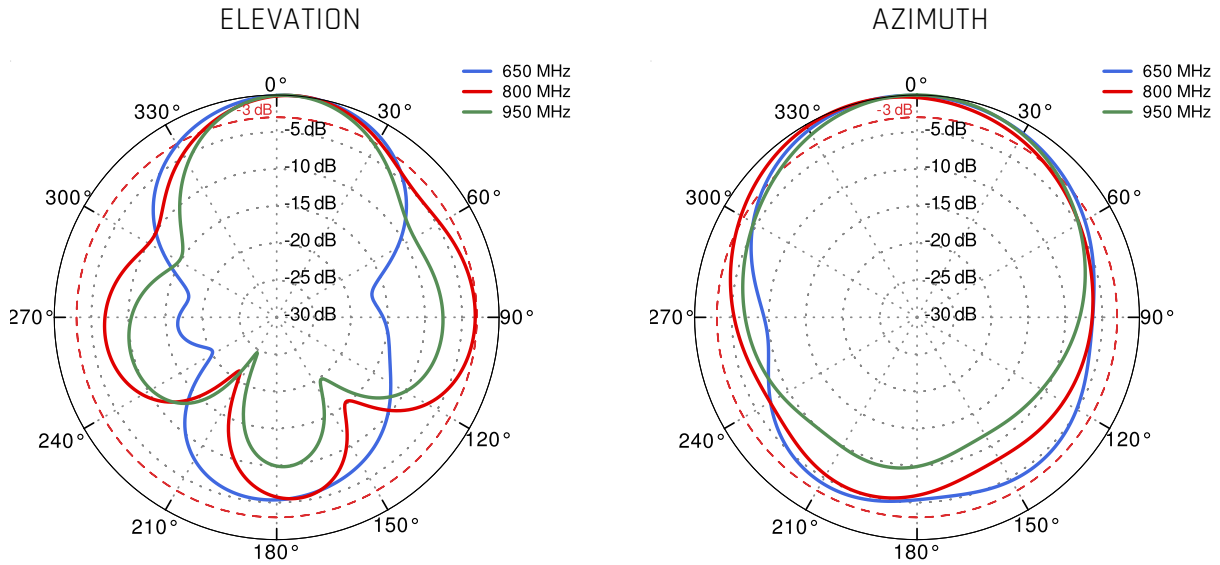 ELEVATION
650 MHz
800 MHz
950 MHz
0°
330°
30°
-3 dB
-5 dB
-10 dB
300°
60°
-15 dB
-20 dB
-25 dB
270°
-30 dB
90°
240°
120°
210°
150°
180°
AZIMUTH
650 MHz
800 MHz
950 MHz
0°
330°
30°
-3 dB
-5 dB
-10 dB
300°
60°
-15 dB
-20 dB
-25 dB
270°
-30 dB
90°
240°
120°
210°
150°
180°